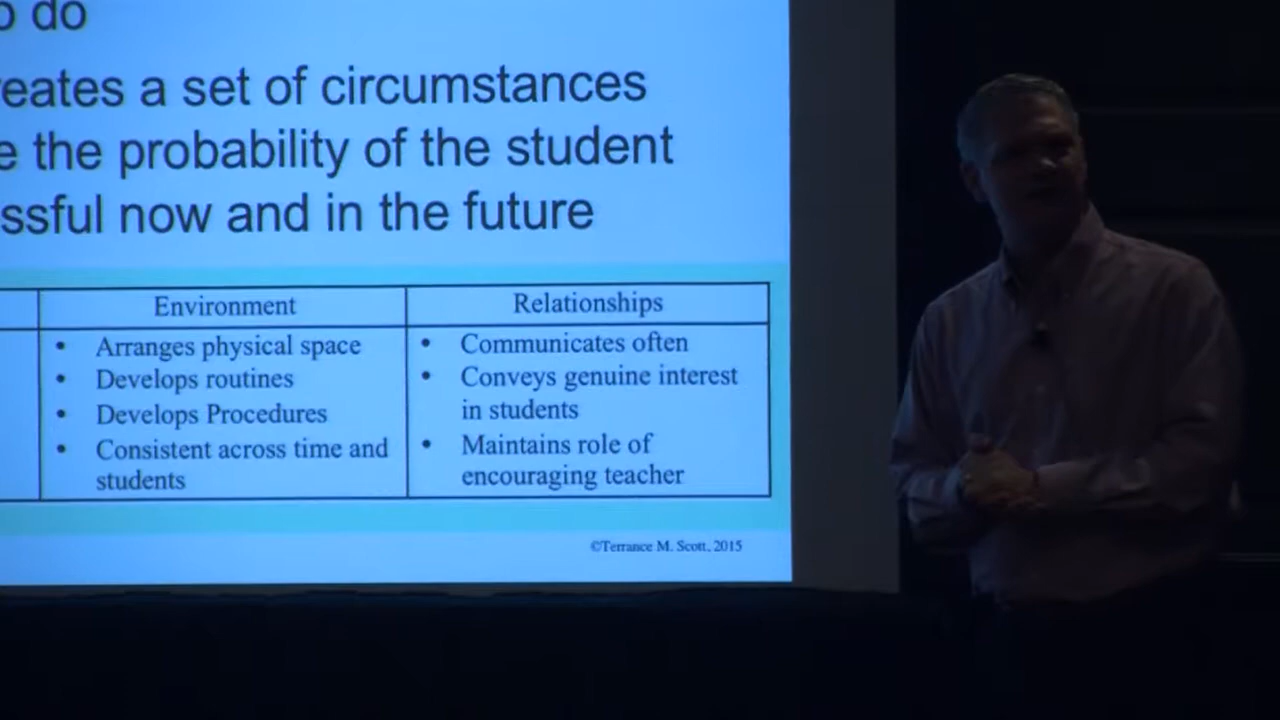 o do
eates a set of circumstances
e the probability of the student
ssful now and in the future
Environment
Relationships
• Arranges physical space
• Develops routines
• Develops Procedures
• Consistent across time and
students
• Communicates often
• Conveys genuine interest
in students
• Maintains role of
encouraging teacher
©Terrance M. Scott, 2015